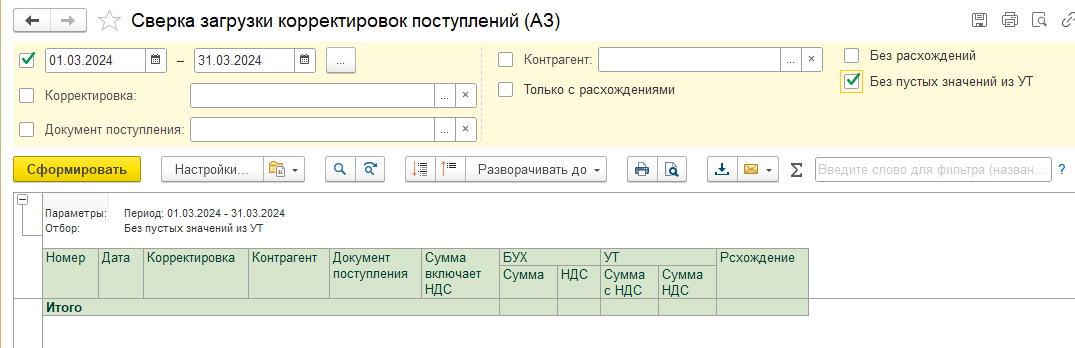 Сверка загрузки корректировок поступлений (АЗ)
01.03.2024 – 31.03.2024 ...
Контрагент: ... ×
Без расхождений
Корректировка: ... ×
Только с расхождениями
Без пустых значений из УТ
Документ поступления: ... ×
Сформировать Настройки... Разворачивать до Σ Введите слово для фильтра (назван... ?
Параметры: Период: 01.03.2024 - 31.03.2024
Отбор: Без пустых значений из УТ
Номер Дата Корректировка Контрагент Документ Сумма БУХ УТ Рсхождение
поступления включает Сумма НДС Сумма Сумма
НДС с НДС НДС
Итого